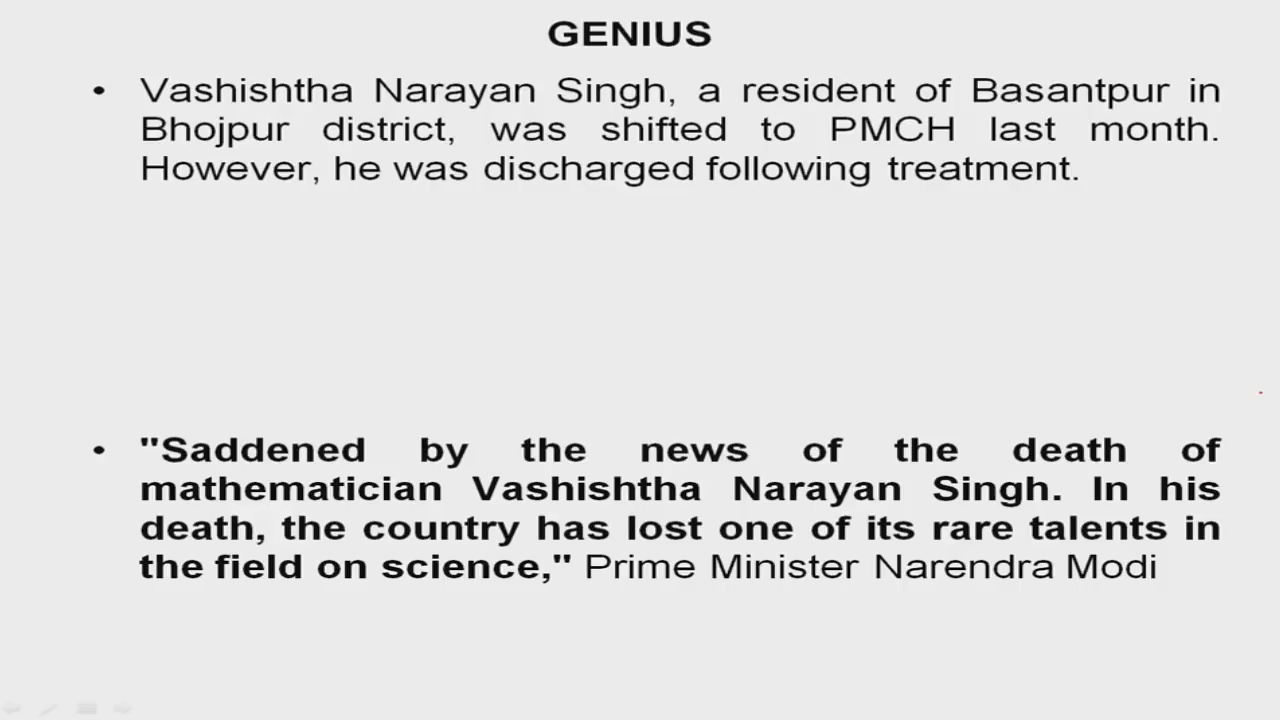 GENIUS
• Vashishtha Narayan Singh, a resident of Basantpur in
Bhojpur district, was shifted to PMCH last month.
However, he was discharged following treatment.
• "Saddened by the news of the death of
mathematician Vashishtha Narayan Singh. In his
death, the country has lost one of its rare talents in
the field on science," Prime Minister Narendra Modi